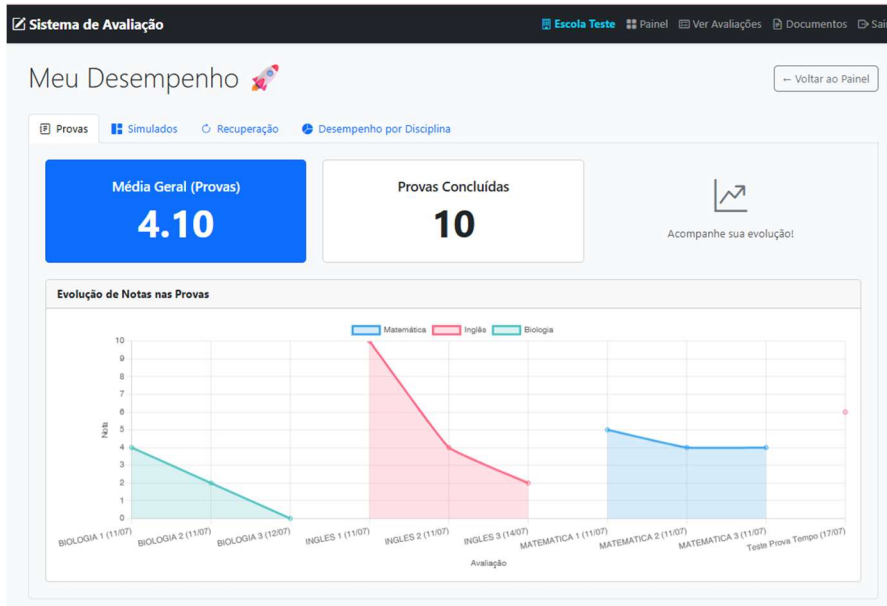 Sistema de Avaliação
Escola Teste Painel Ver Avaliações Documentos Sair
Meu Desempenho
← Voltar ao Painel
Provas Simulados Recuperação Desempenho por Disciplina
Média Geral (Provas)
4.10
Provas Concluídas
10
Acompanhe sua evolução!
Evolução de Notas nas Provas
Matemática Inglês Biologia
10
9
8
7
6
5
4
3
2
1
0
Nota
BIOLOGIA 1 (11/07)
BIOLOGIA 2 (11/07)
BIOLOGIA 3 (12/07)
INGLES 1 (11/07)
INGLES 2 (11/07)
INGLES 3 (14/07)
MATEMATICA 1 (11/07)
MATEMATICA 2 (11/07)
MATEMATICA 3 (11/07)
Teste Prova Tempo (17/07)
Avaliação